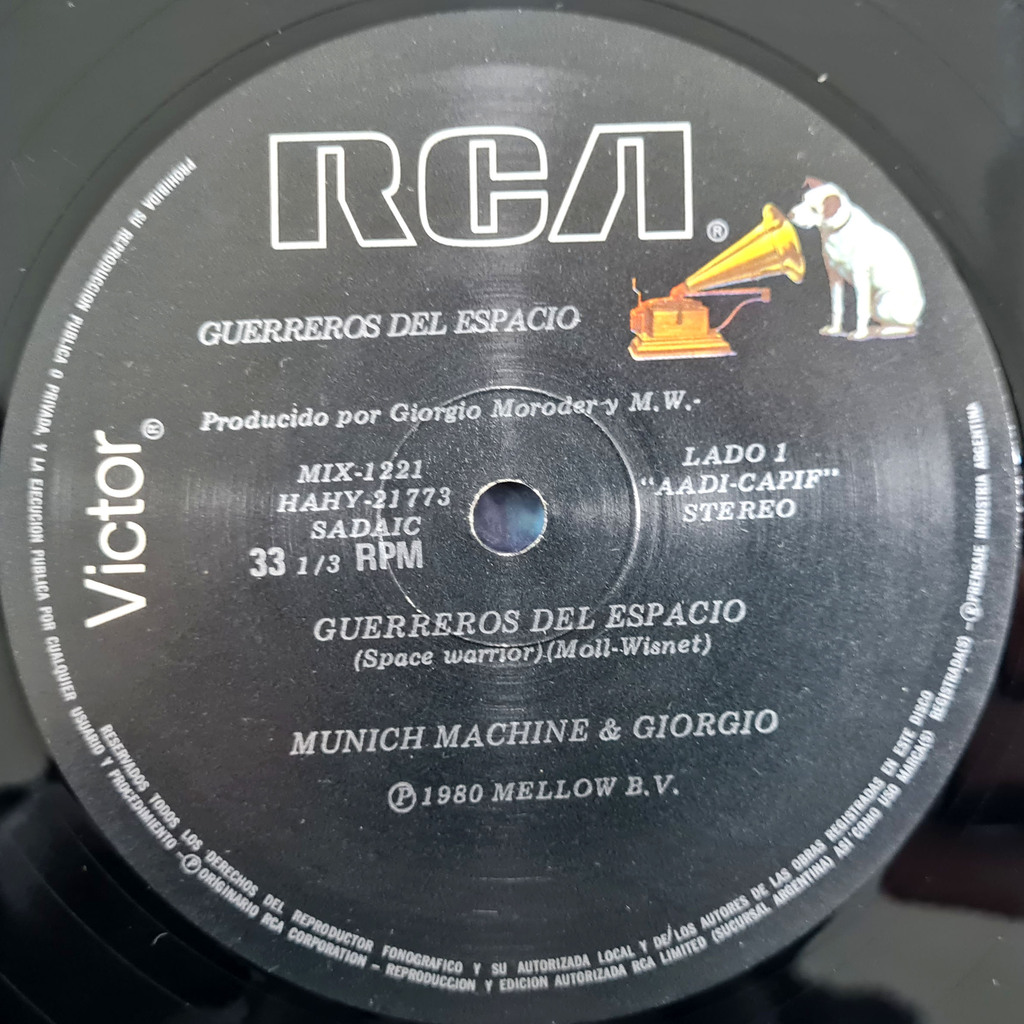 RCA®
GUERREROS DEL ESPACIO
Producido por Giorgio Moroder y M.W.-
MIX-1221
HAHY-21773
SADAIC
33 1/3 RPM
LADO 1
"AADI-CAPIF"
STEREO
Victor®
GUERREROS DEL ESPACIO
(Space warrior)(Moll-Wisnet)
MUNICH MACHINE & GIORGIO
Ⓟ1980 MELLOW B.V.
PROHIBIDA SU REPRODUCCION PUBLICA O PRIVADA, Y LA EJECUCION PUBLICA POR CUALQUIER USUARIO Y PROCEDIMIENTO -Ⓟ ORIGINARIO RCA CORPORATION - REPRODUCCION Y EDICION AUTORIZADA RCA LIMITED (SUCURSAL ARGENTINA) ASI COMO USO MARCA(S) REGISTRADA(S) -ⓅPRENSAJE INDUSTRIA ARGENTINA
RESERVADOS TODOS LOS DERECHOS DEL REPRODUCTOR FONOGRAFICO Y SU AUTORIZADA LOCAL Y DE/LOS AUTORES DE LAS OBRAS REGISTRADAS EN ESTE DISCO